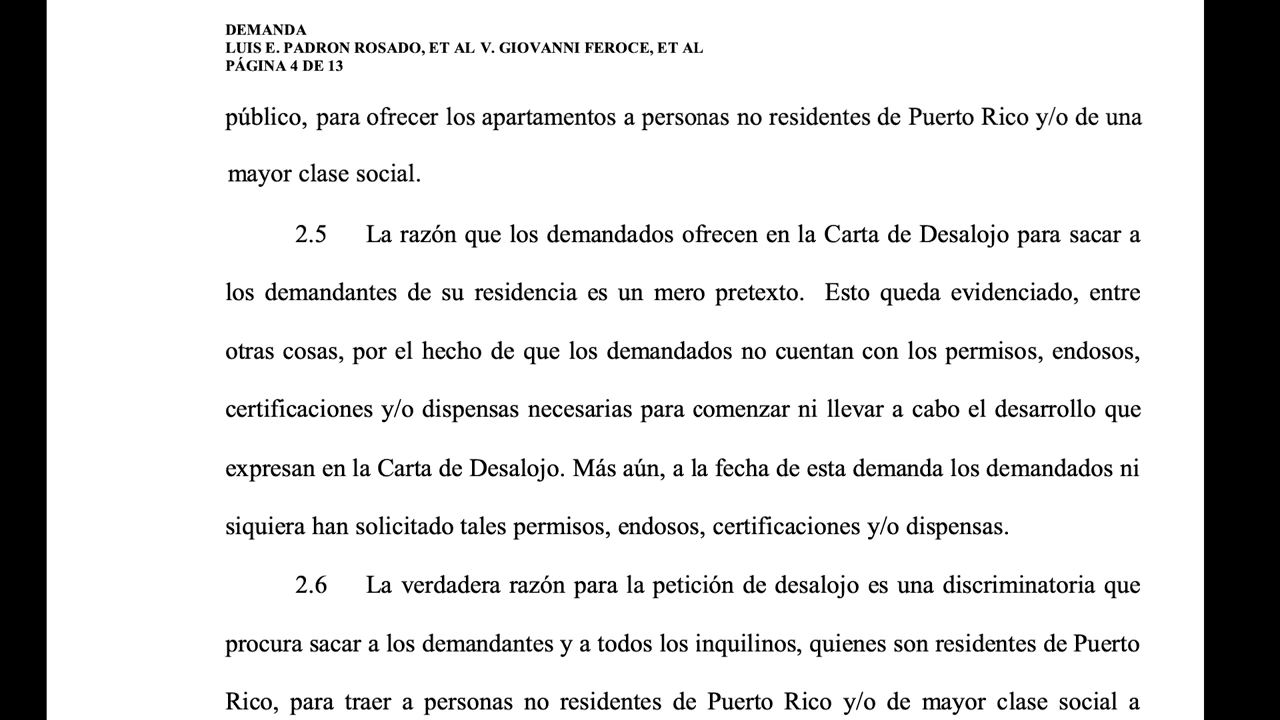 DEMANDA
LUIS E. PADRON ROSADO, ET AL V. GIOVANNI FEROCE, ET AL
PÁGINA 4 DE 13
público, para ofrecer los apartamentos a personas no residentes de Puerto Rico y/o de una
mayor clase social.
2.5 La razón que los demandados ofrecen en la Carta de Desalojo para sacar a
los demandantes de su residencia es un mero pretexto. Esto queda evidenciado, entre
otras cosas, por el hecho de que los demandados no cuentan con los permisos, endosos,
certificaciones y/o dispensas necesarias para comenzar ni llevar a cabo el desarrollo que
expresan en la Carta de Desalojo. Más aún, a la fecha de esta demanda los demandados ni
siquiera han solicitado tales permisos, endosos, certificaciones y/o dispensas.
2.6 La verdadera razón para la petición de desalojo es una discriminatoria que
procura sacar a los demandantes y a todos los inquilinos, quienes son residentes de Puerto
Rico, para traer a personas no residentes de Puerto Rico y/o de mayor clase social a